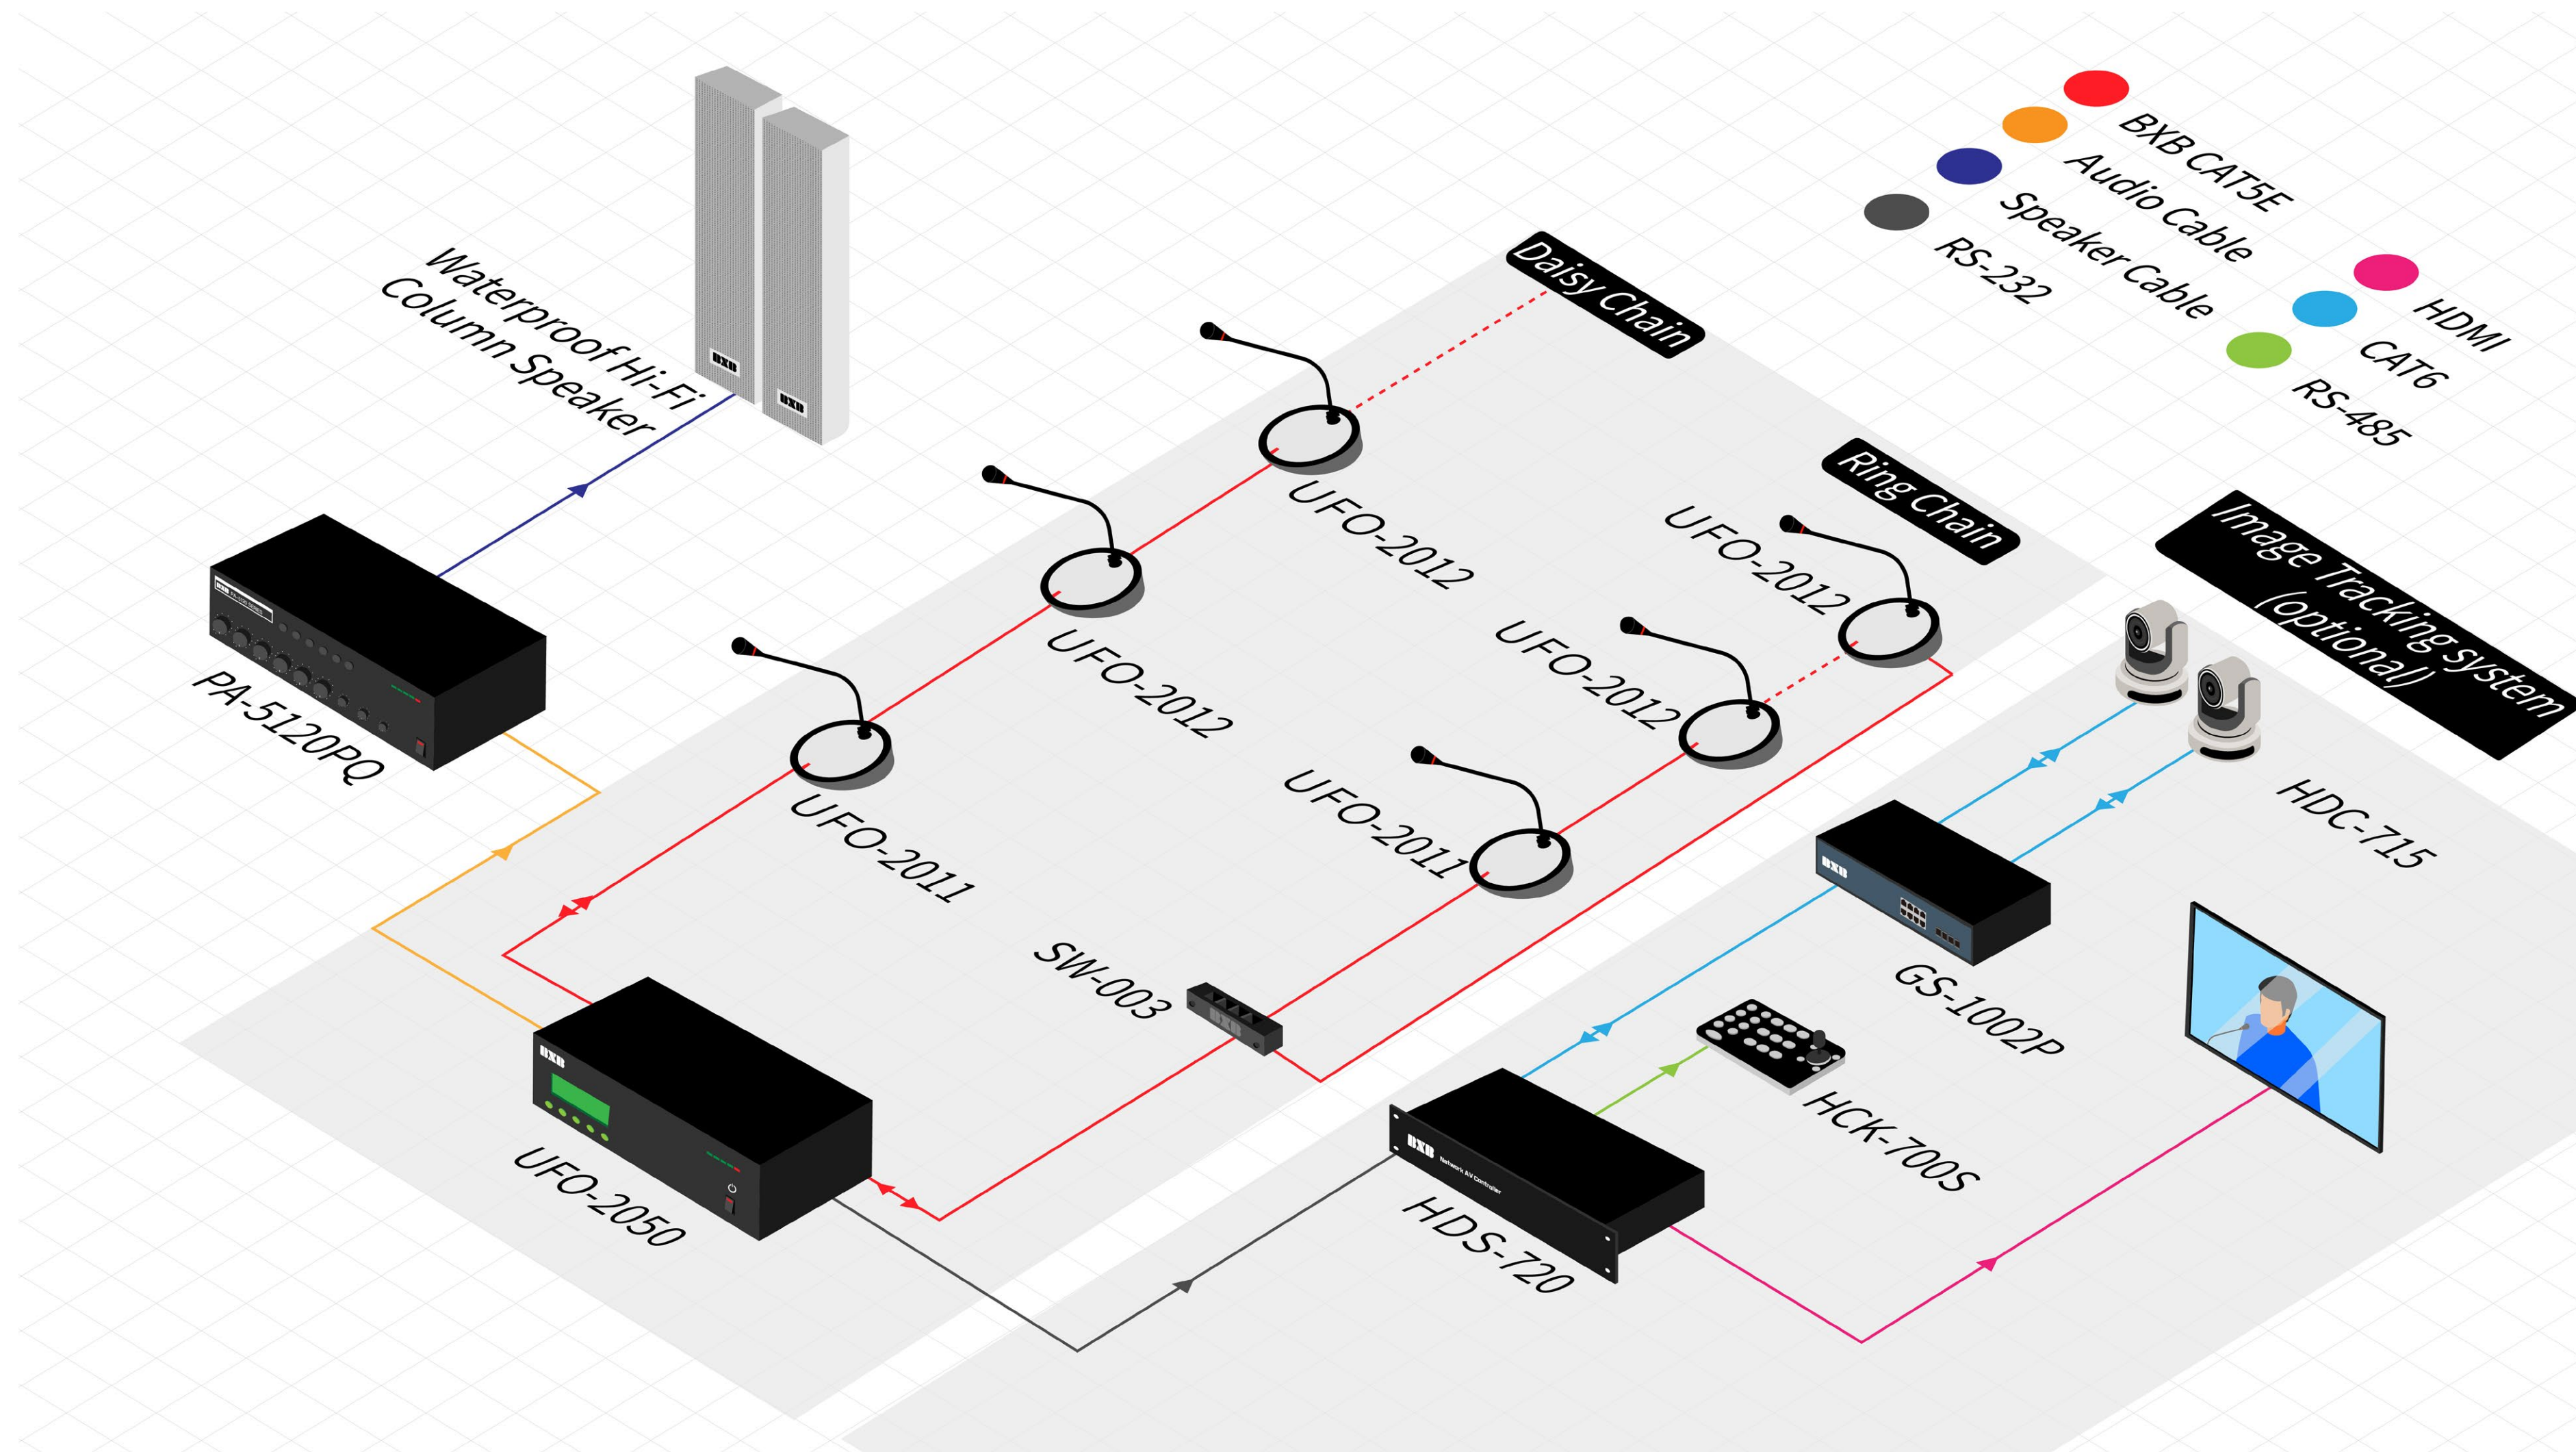 BXB CAT5E
Audio Cable
Speaker Cable
RS-232
HDMI
CAT6
RS-485
Waterproof Hi-Fi
Column Speaker
BXB
BXB
Daisy Chain
Ring Chain
Image Tracking system
(optional)
UFO-2012
UFO-2012
UFO-2011
UFO-2012
UFO-2012
UFO-2011
BXB
PA-5120PQ
SW-003
BXB
BXB
UFO-2050
HDC-715
BXB
GS-1002P
HCK-700S
BXB Network AV Controller
HDS-720